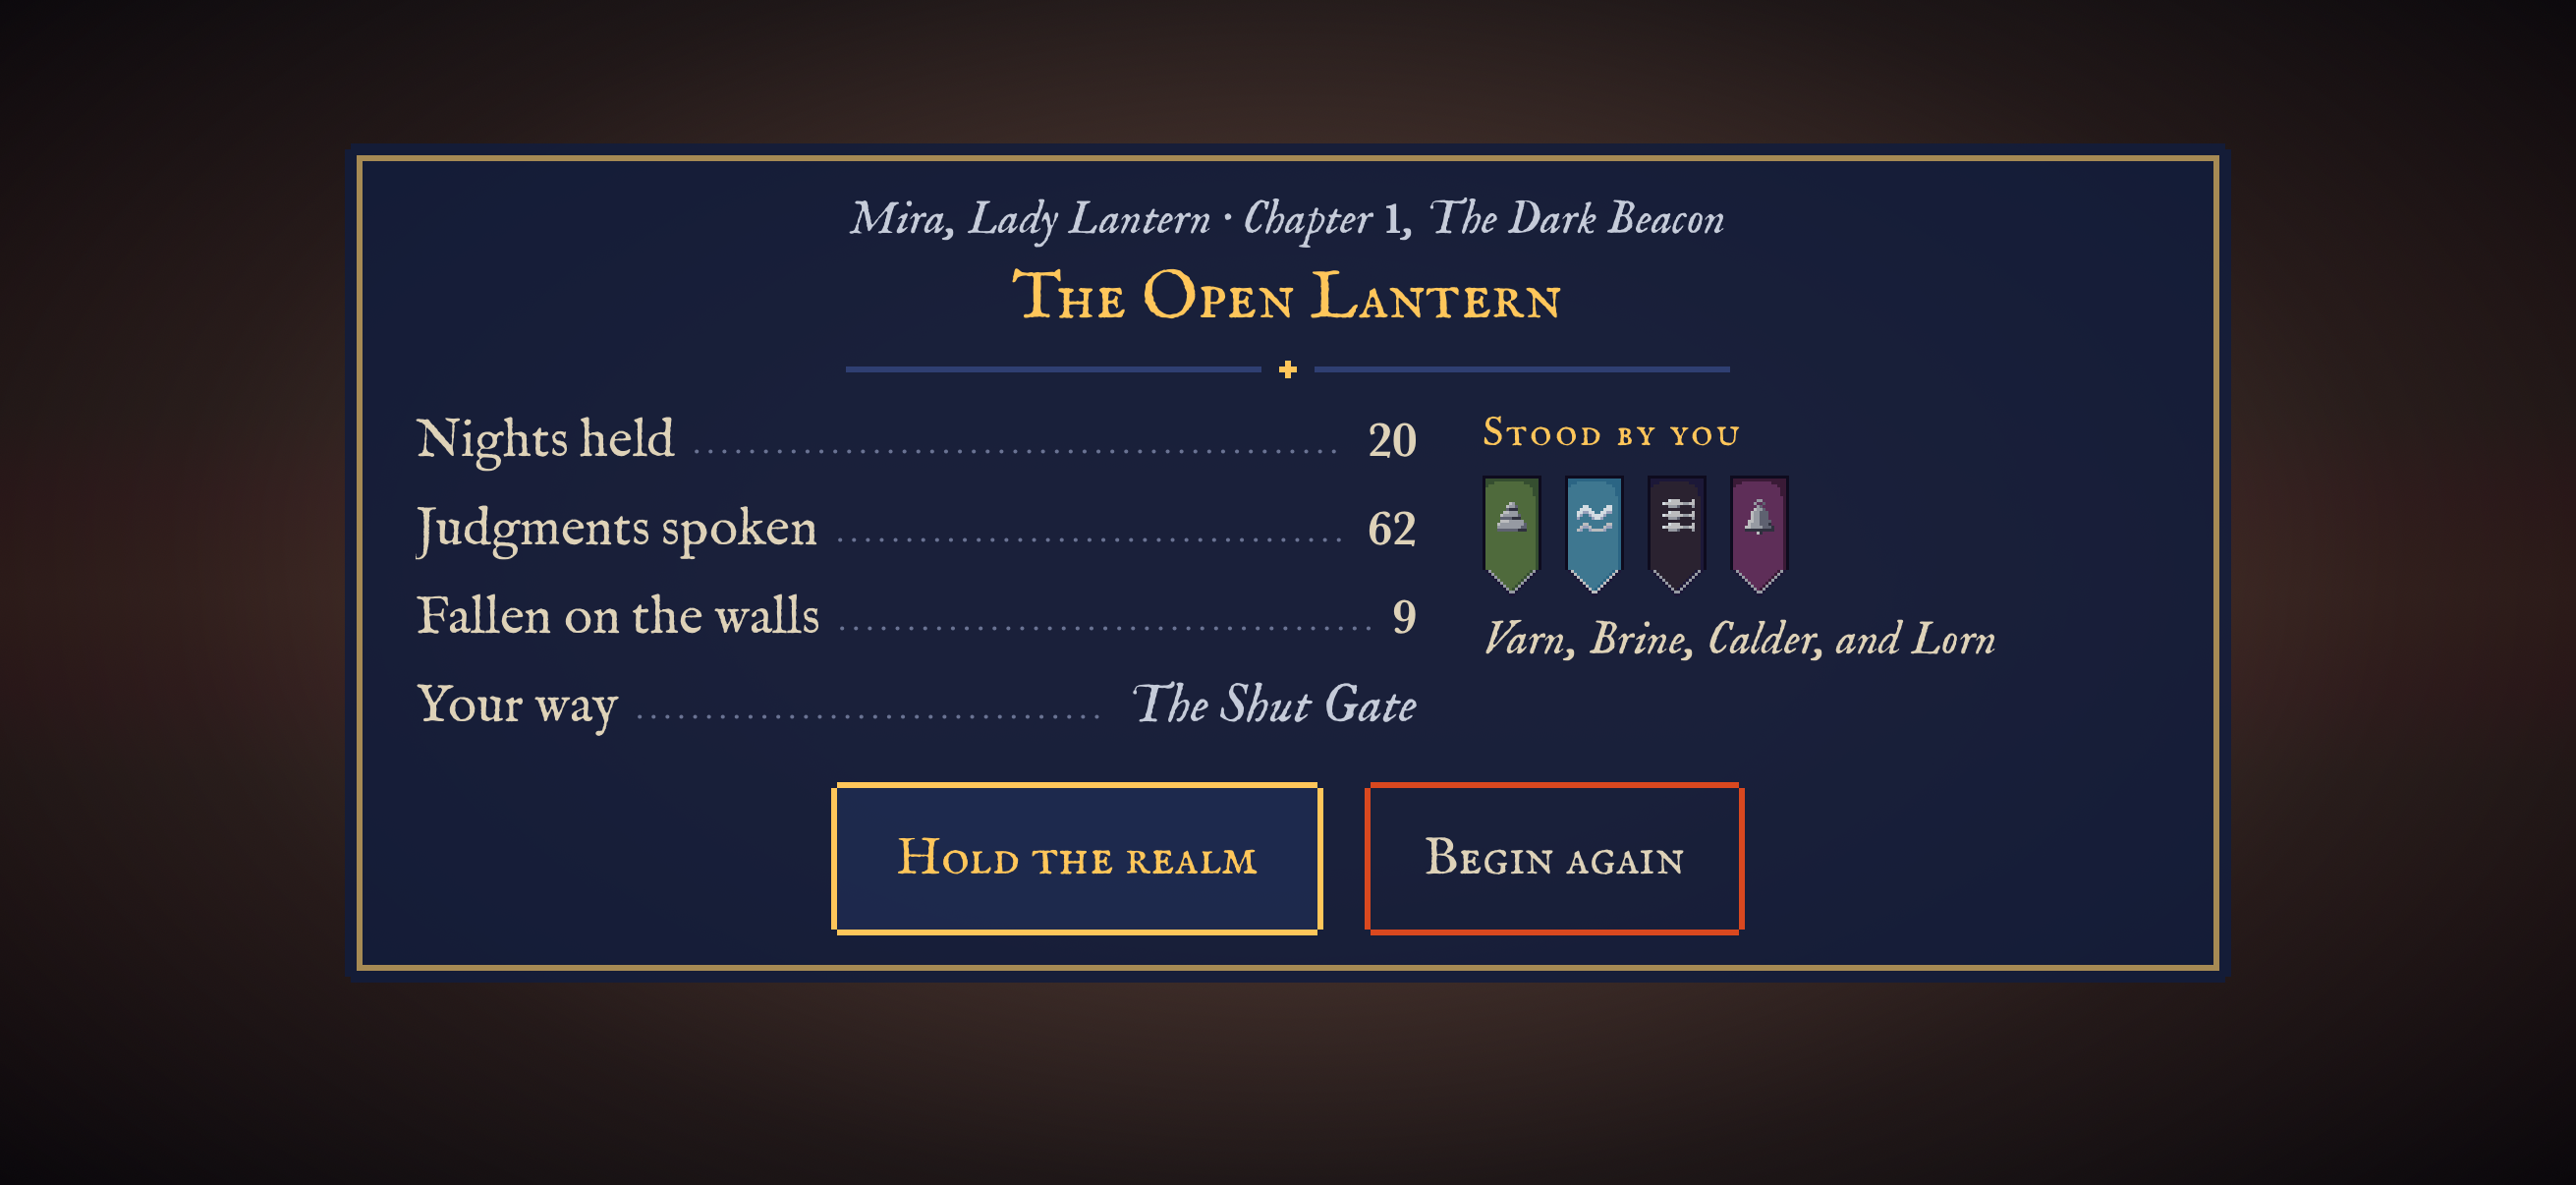 Mira, Lady Lantern · Chapter 1, The Dark Beacon
The Open Lantern
Nights held 20
Judgments spoken 62
Fallen on the walls 9
Your way The Shut Gate
Stood by you
Varn, Brine, Calder, and Lorn
Hold the realm
Begin again